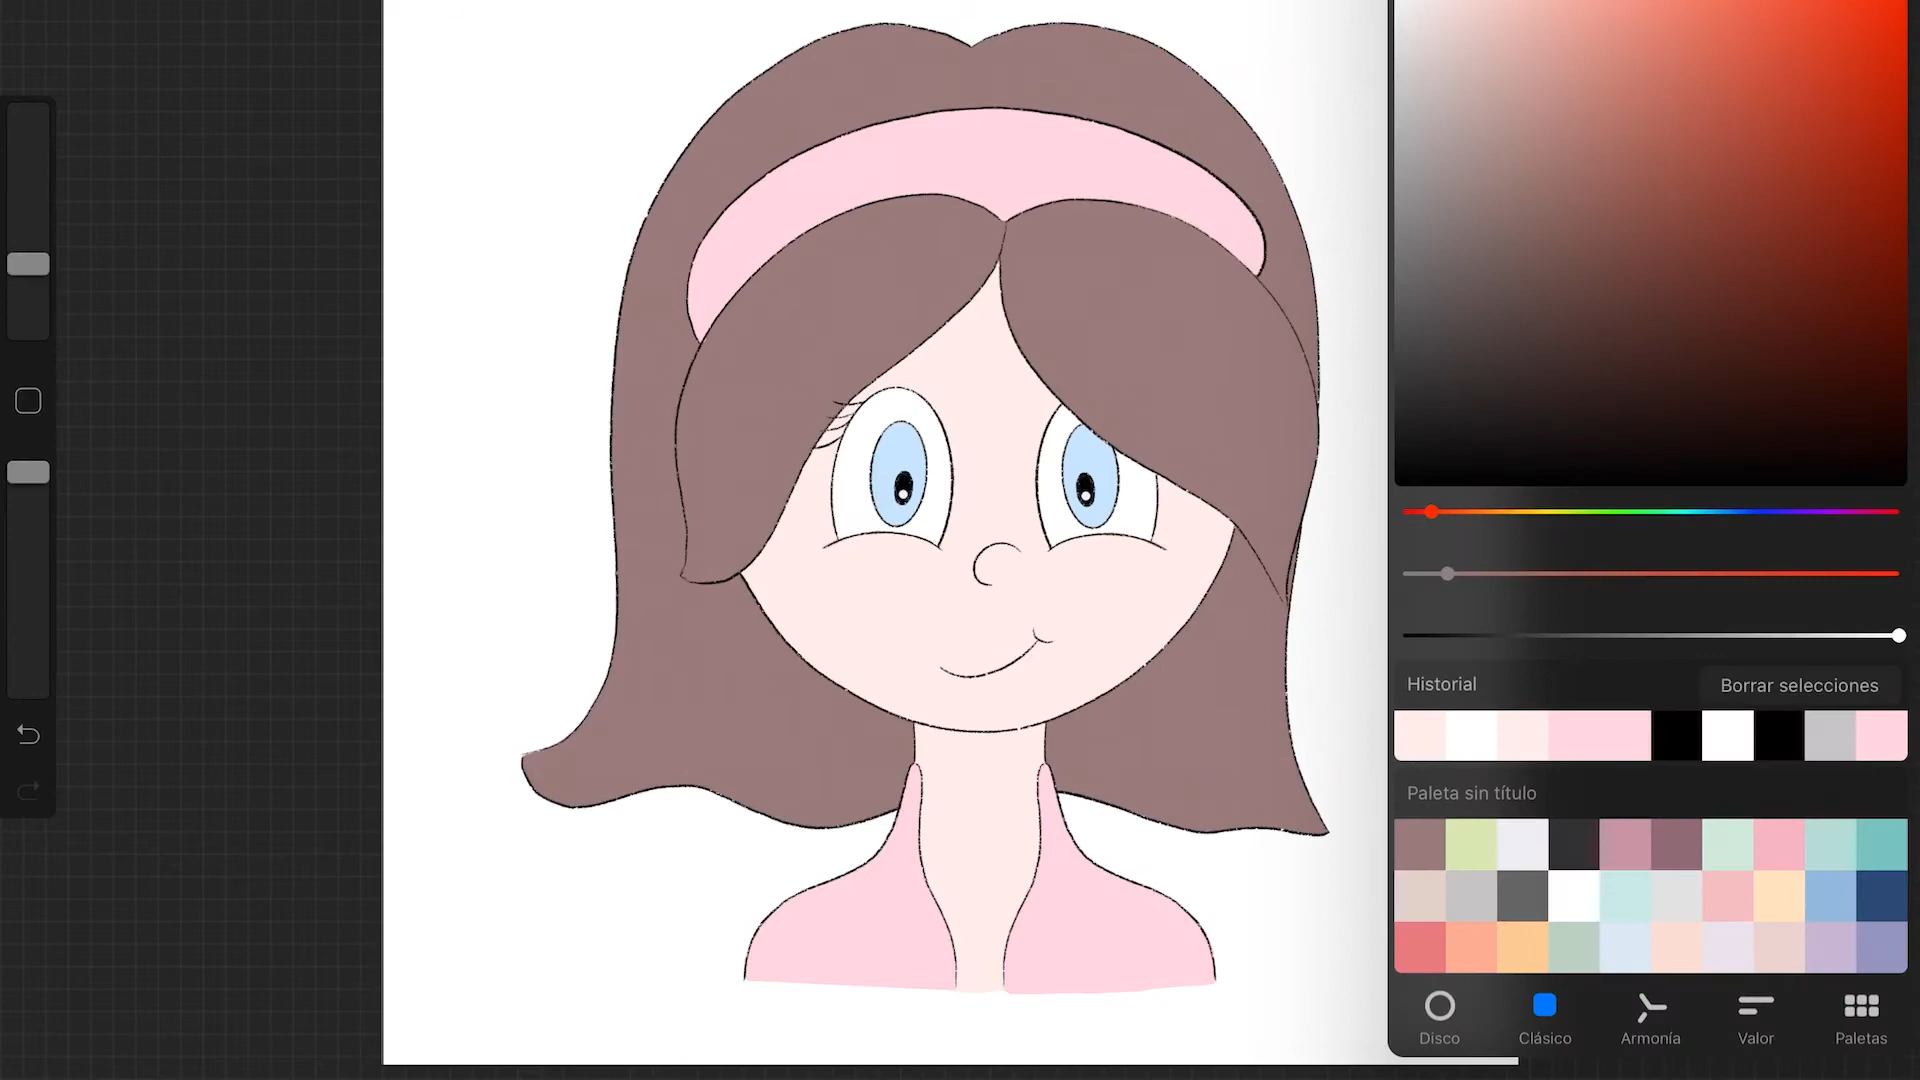 Historial
Borrar selecciones
Paleta sin título
Disco
Clásico
Armonía
Valor
Paletas